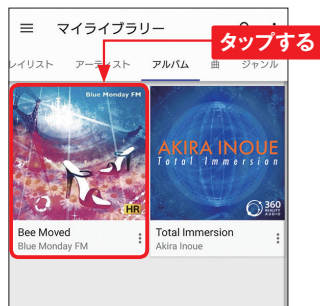 マイライブラリー
タップする
レイリスト アーティスト アルバム 曲 ジャンル
Blue Monday FM
HR
AKIRA INOUE
Total Immersion
360
REALITY
AUDIO
Bee Moved
Blue Monday FM
Total Immersion
Akira Inoue